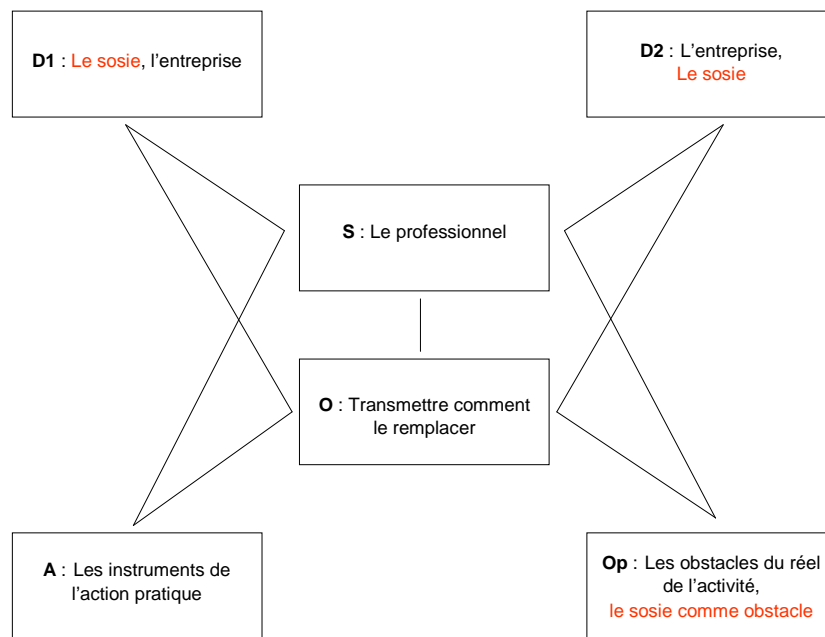 D1 : Le sosie, l’entreprise
D2 : L’entreprise,
Le sosie
S : Le professionnel
O : Transmettre comment
le remplacer
A : Les instruments de
l’action pratique
Op : Les obstacles du réel
de l’activité,
le sosie comme obstacle